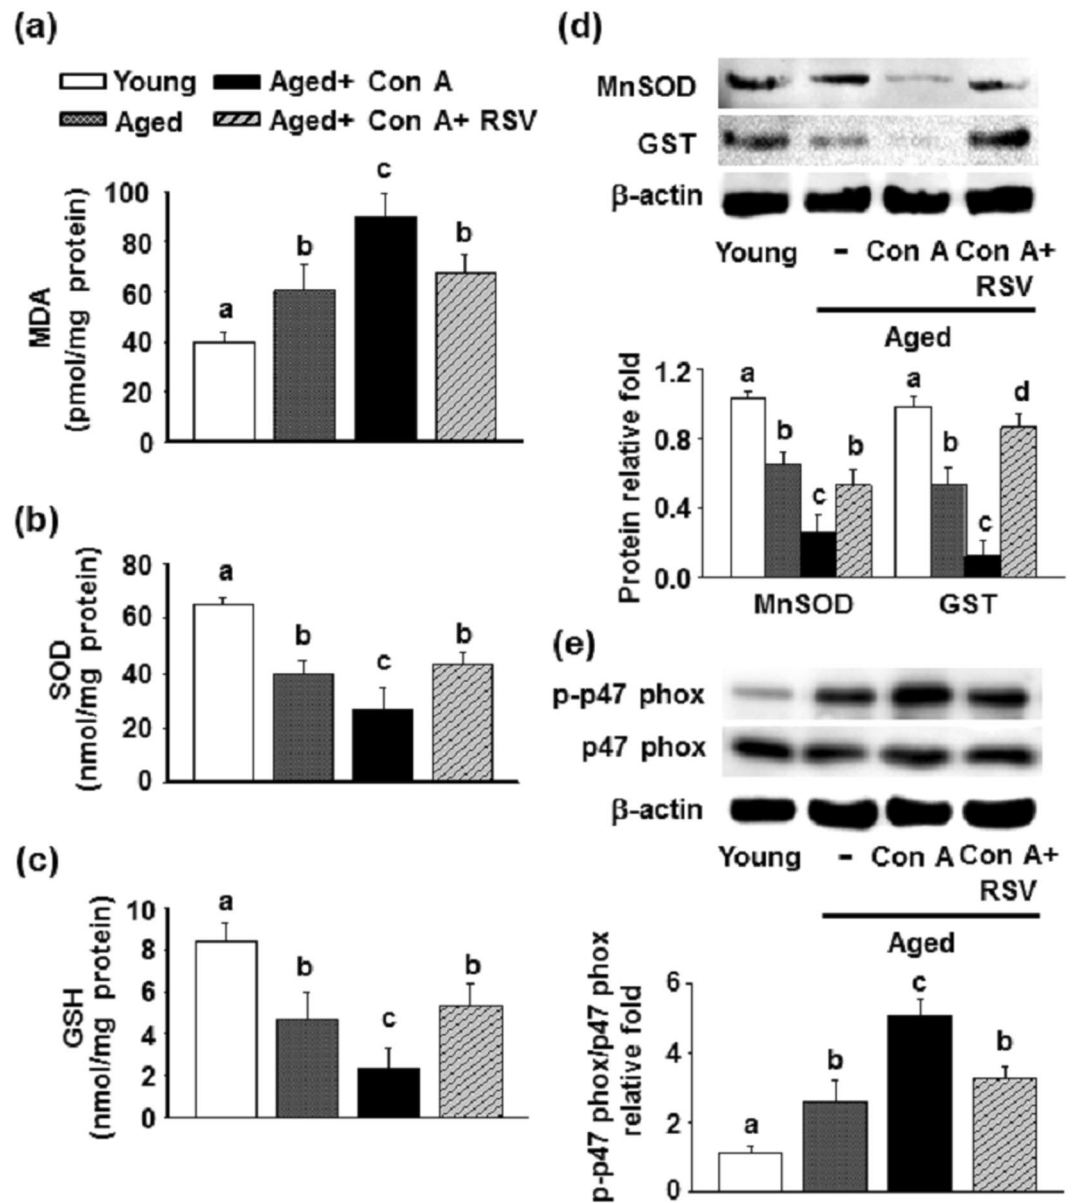 (a)
Young Aged+ Con A
Aged Aged+ Con A+ RSV
MDA
(pmol/mg protein)
100
80
60
40
20
0
a
b
c
b
(b)
SOD
(nmol/mg protein)
80
60
40
20
0
a
b
c
b
(c)
GSH
(nmol/mg protein)
10
8
6
4
2
0
a
b
c
b
(d)
MnSOD
GST
β-actin
Young - Con A Con A+
RSV
Aged
Protein relative fold
1.2
0.8
0.4
0.0
a
b
c
b
a
b
c
d
MnSOD GST
(e)
p-p47 phox
p47 phox
β-actin
Young - Con A Con A+
RSV
Aged
p-p47 phox/p47 phox
relative fold
6
4
2
0
a
b
c
b